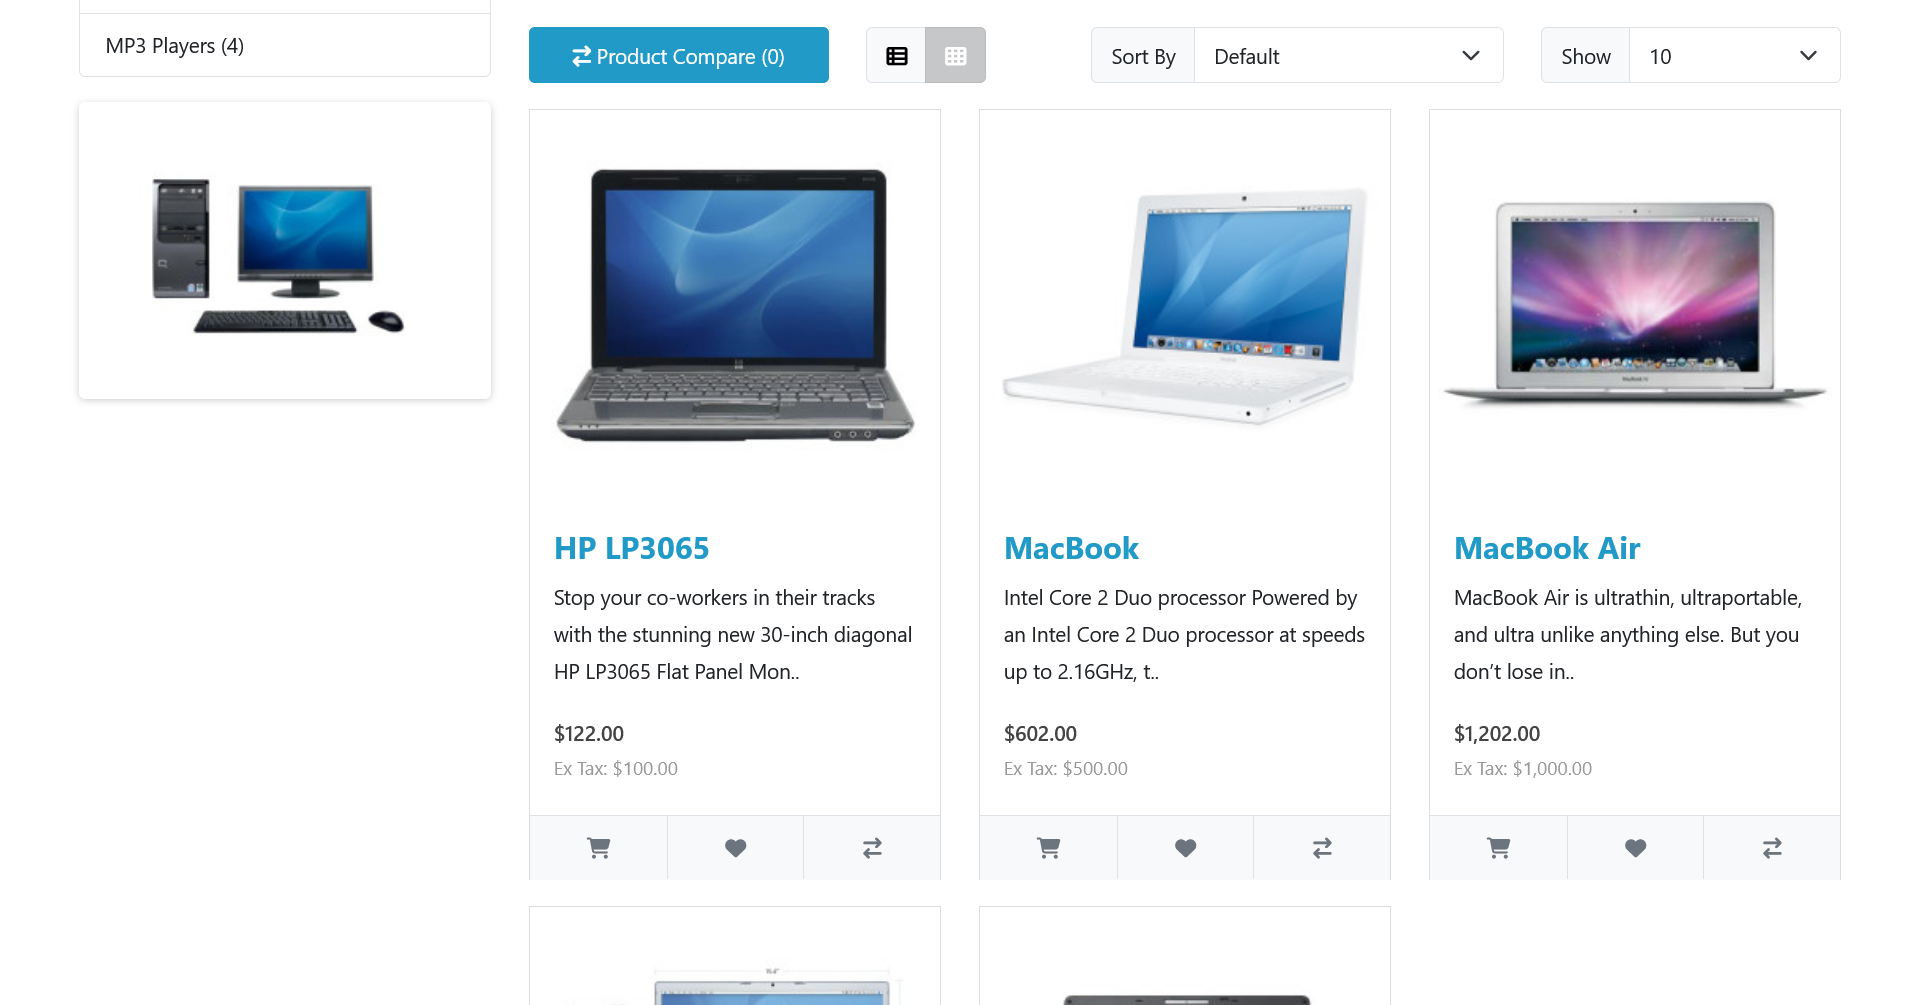 MP3 Players (4)
Product Compare (0)
Sort By
Default
Show
10
HP LP3065
Stop your co-workers in their tracks
with the stunning new 30-inch diagonal
HP LP3065 Flat Panel Mon..
$122.00
Ex Tax: $100.00
MacBook
Intel Core 2 Duo processor Powered by
an Intel Core 2 Duo processor at speeds
up to 2.16GHz, t..
$602.00
Ex Tax: $500.00
MacBook Air
MacBook Air is ultrathin, ultraportable,
and ultra unlike anything else. But you
don’t lose in..
$1,202.00
Ex Tax: $1,000.00